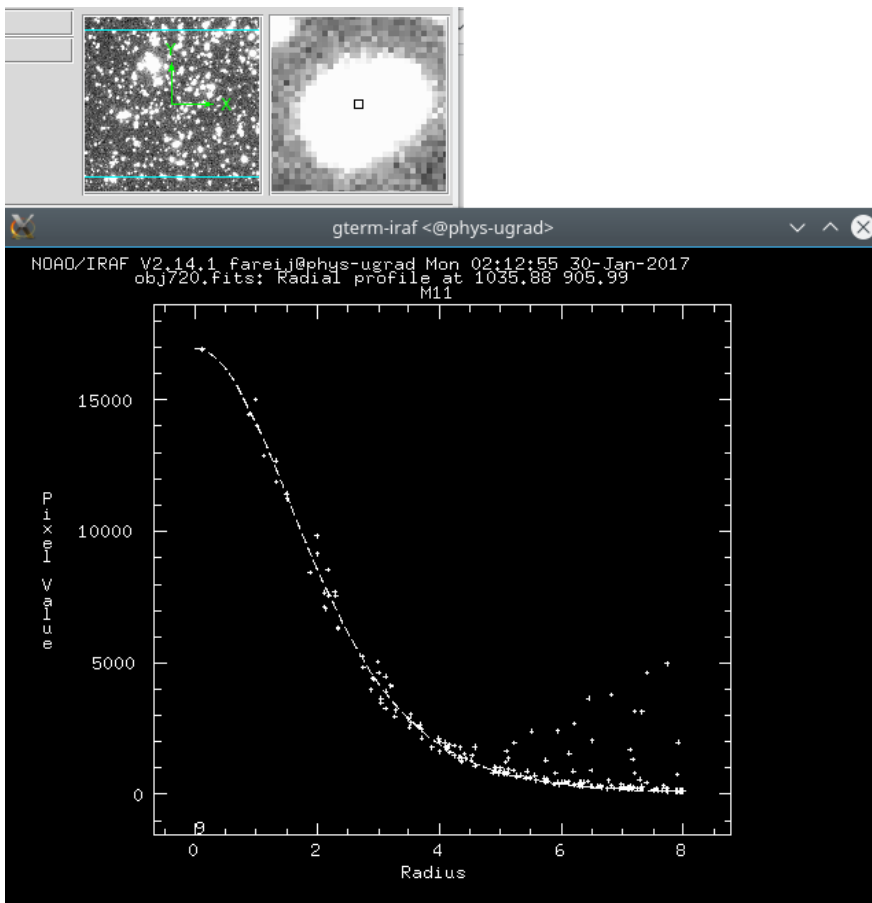 Y
X
gterm-iraf <@phys-ugrad>
NOAO/IRAF V2.14.1 fareij@phys-ugrad Mon 02:12:55 30-Jan-2017
obj720.fits: Radial profile at 1035.88 905.99
M11
15000
10000
5000
0
Pixel Value
0 2 4 6 8
Radius